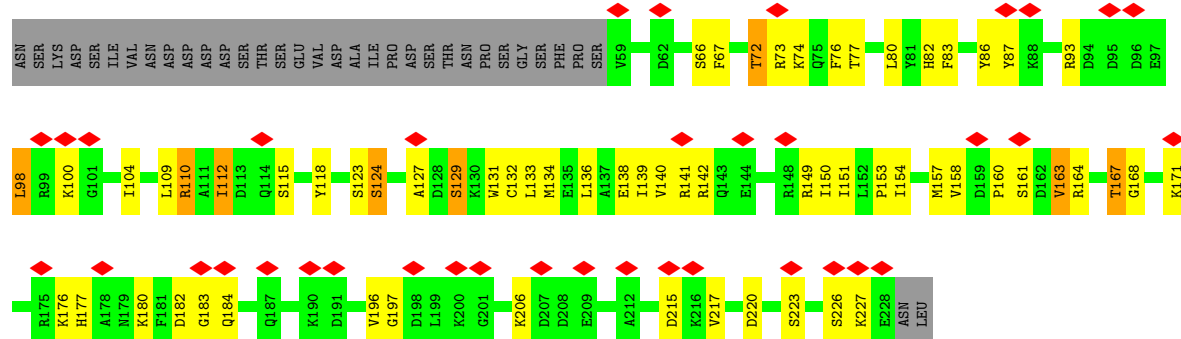 ASN SER LYS ASP SER ILE VAL ASN ASP ASP ASP ASP SER THR SER GLU VAL ASP ALA ILE PRO ASP SER THR ASN PRO SER GLY SER PHE PRO SER V59 D62 S66 F67 T72 R73 K74 Q75 F76 T77 L80 Y81 H82 F83 Y86 Y87 K88 R93 D94 D95 D96 E97
L98 R99 K100 G101 I104 L109 R110 A111 I112 D113 Q114 S115 Y118 S123 S124 A127 D128 S129 K130 W131 C132 L133 M134 E135 L136 A137 E138 I139 V140 R141 R142 Q143 E144 R148 R149 I150 I151 L152 P153 I154 M157 V158 D159 P160 S161 D162 V163 R164 T167 G168 K171
R175 K176 H177 A178 N179 K180 F181 D182 G183 Q184 Q187 K190 D191 V196 G197 D198 L199 K200 G201 K206 D207 D208 E209 A212 D215 K216 V217 D220 S223 S226 K227 E228 ASN LEU